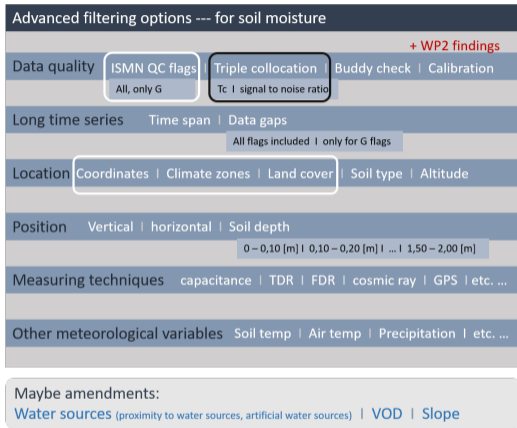 Advanced filtering options --- for soil moisture
+ WP2 findings
Data quality ISMN QC flags | Triple collocation | Buddy check | Calibration
All, only G Tc I signal to noise ratio
Long time series Time span | Data gaps
All flags included I only for G flags
Location Coordinates | Climate zones | Land cover | Soil type | Altitude
Position Vertical | horizontal | Soil depth
0 – 0,10 [m] I 0,10 – 0,20 [m] I ... I 1,50 – 2,00 [m]
Measuring techniques capacitance | TDR | FDR | cosmic ray | GPS | etc. ...
Other meteorological variables Soil temp | Air temp | Precipitation | etc. ...
Maybe amendments:
Water sources (proximity to water sources, artificial water sources) | VOD | Slope